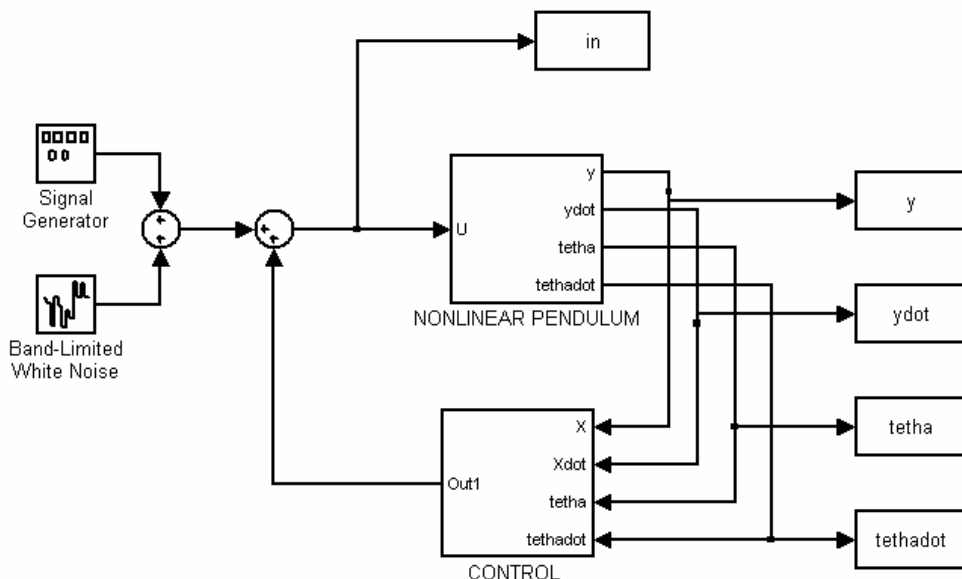 in
Signal
Generator
Band-Limited
White Noise
U
y
ydot
tetha
tethadot
NONLINEAR PENDULUM
y
ydot
tetha
tethadot
Out1
X
Xdot
tetha
tethadot
CONTROL